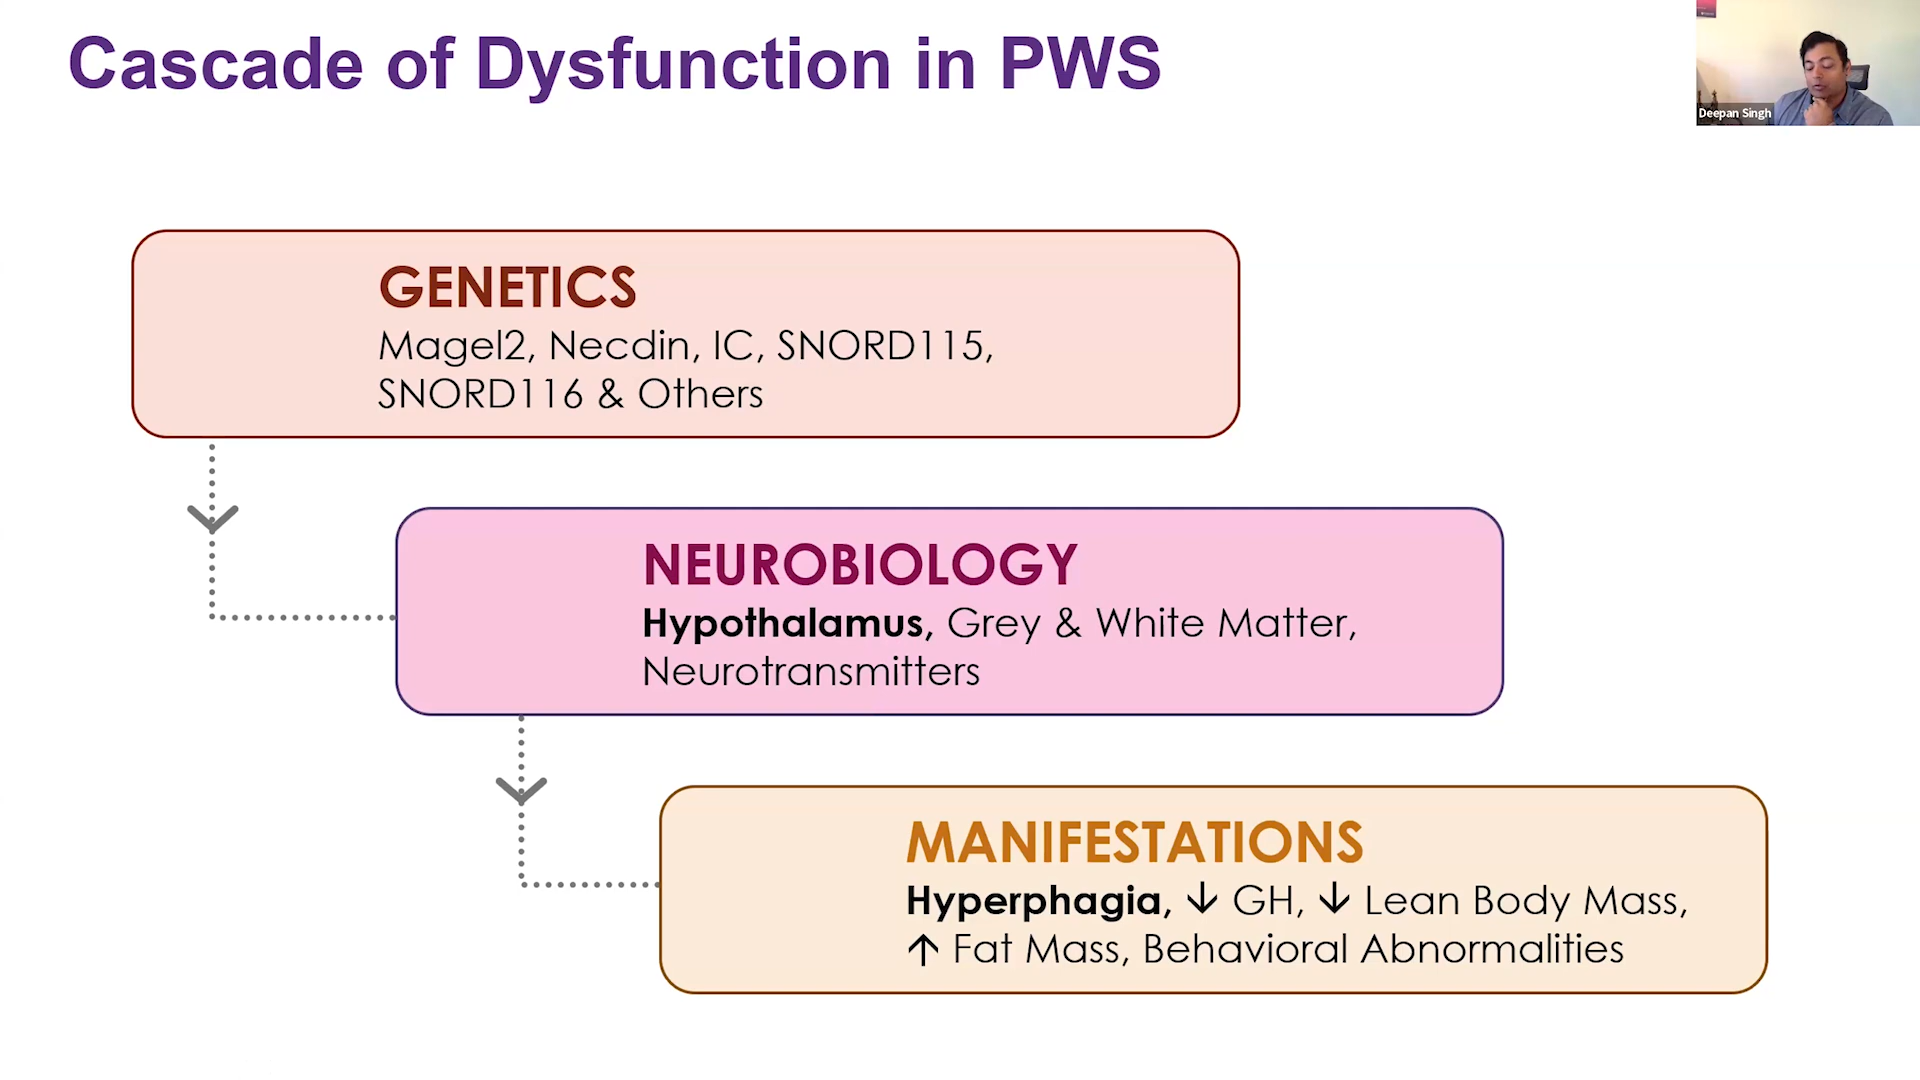 Cascade of Dysfunction in PWS
Deepan Singh
GENETICS
Magel2, Necdin, IC, SNORD115,
SNORD116 & Others
NEUROBIOLOGY
Hypothalamus, Grey & White Matter,
Neurotransmitters
MANIFESTATIONS
Hyperphagia, ↓ GH, ↓ Lean Body Mass,
↑ Fat Mass, Behavioral Abnormalities